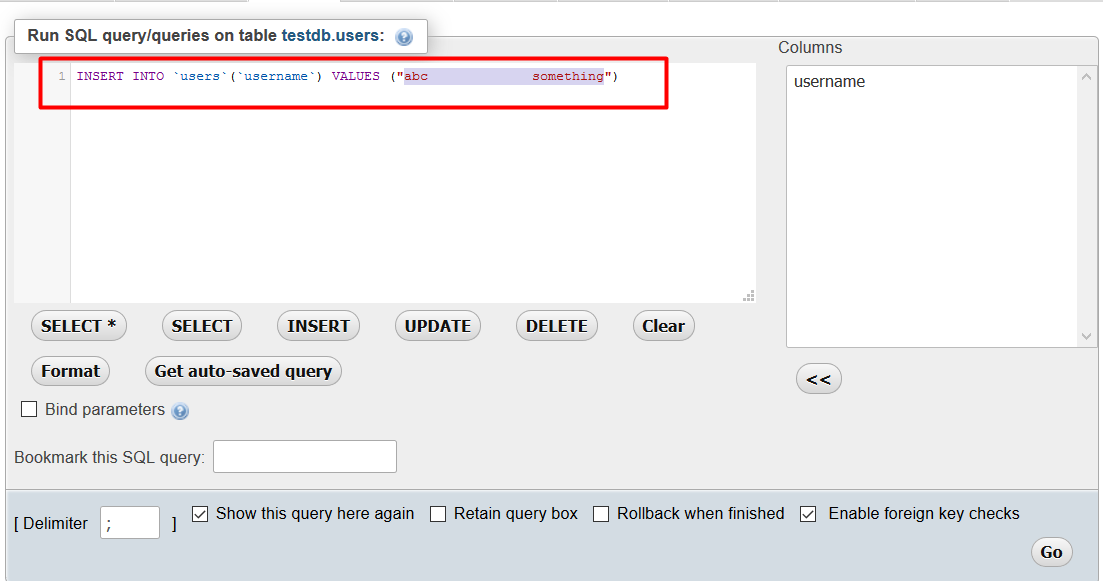 Run SQL query/queries on table testdb.users:
Columns
1 INSERT INTO `users`(`username`) VALUES ("abc             something")
username
SELECT * SELECT INSERT UPDATE DELETE Clear
Format Get auto-saved query
<<
Bind parameters
Bookmark this SQL query:
[ Delimiter ; ] Show this query here again Retain query box Rollback when finished Enable foreign key checks
Go